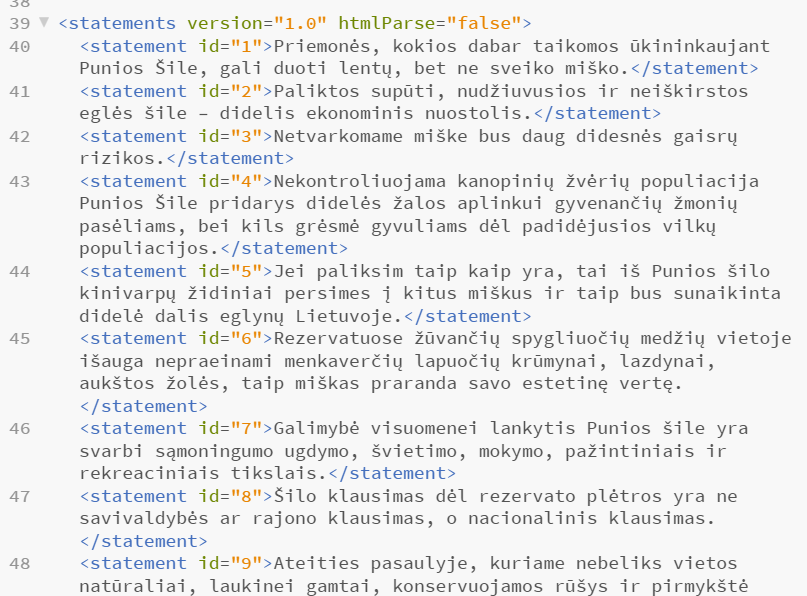 38
39 <statements version="1.0" htmlParse="false">
40 <statement id="1">Priemonės, kokios dabar taikomos ūkininkaujant
Punios Šile, gali duoti lentų, bet ne sveiko miško.</statement>
41 <statement id="2">Paliktos supūti, nudžiuvusios ir neiškirstos
eglės šile – didelis ekonominis nuostolis.</statement>
42 <statement id="3">Netvarkomame miške bus daug didesnės gaisrų
rizikos.</statement>
43 <statement id="4">Nekontroliuojama kanopinių žvėrių populiacija
Punios Šile pridarys didelės žalos aplinkui gyvenančių žmonių
pasėliams, bei kils grėsmė gyvuliams dėl padidėjusios vilkų
populiacijos.</statement>
44 <statement id="5">Jei paliksim taip kaip yra, tai iš Punios šilo
kinivarpų židiniai persimes į kitus miškus ir taip bus sunaikinta
didelė dalis eglynų Lietuvoje.</statement>
45 <statement id="6">Rezervatuose žūvančių spygliuočių medžių vietoje
išauga nepraeinami menkaverčių lapuočių krūmynai, lazdynai,
aukštos žolės, taip miškas praranda savo estetinę vertę.
</statement>
46 <statement id="7">Galimybė visuomenei lankytis Punios šile yra
svarbi sąmoningumo ugdymo, švietimo, mokymo, pažintiniais ir
rekreaciniais tikslais.</statement>
47 <statement id="8">Šilo klausimas dėl rezervato plėtros yra ne
savivaldybės ar rajono klausimas, o nacionalinis klausimas.
</statement>
48 <statement id="9">Ateities pasaulyje, kuriame nebeliks vietos
natūraliai, laukinei gamtai, konservuojamos rūšys ir pirmykštė